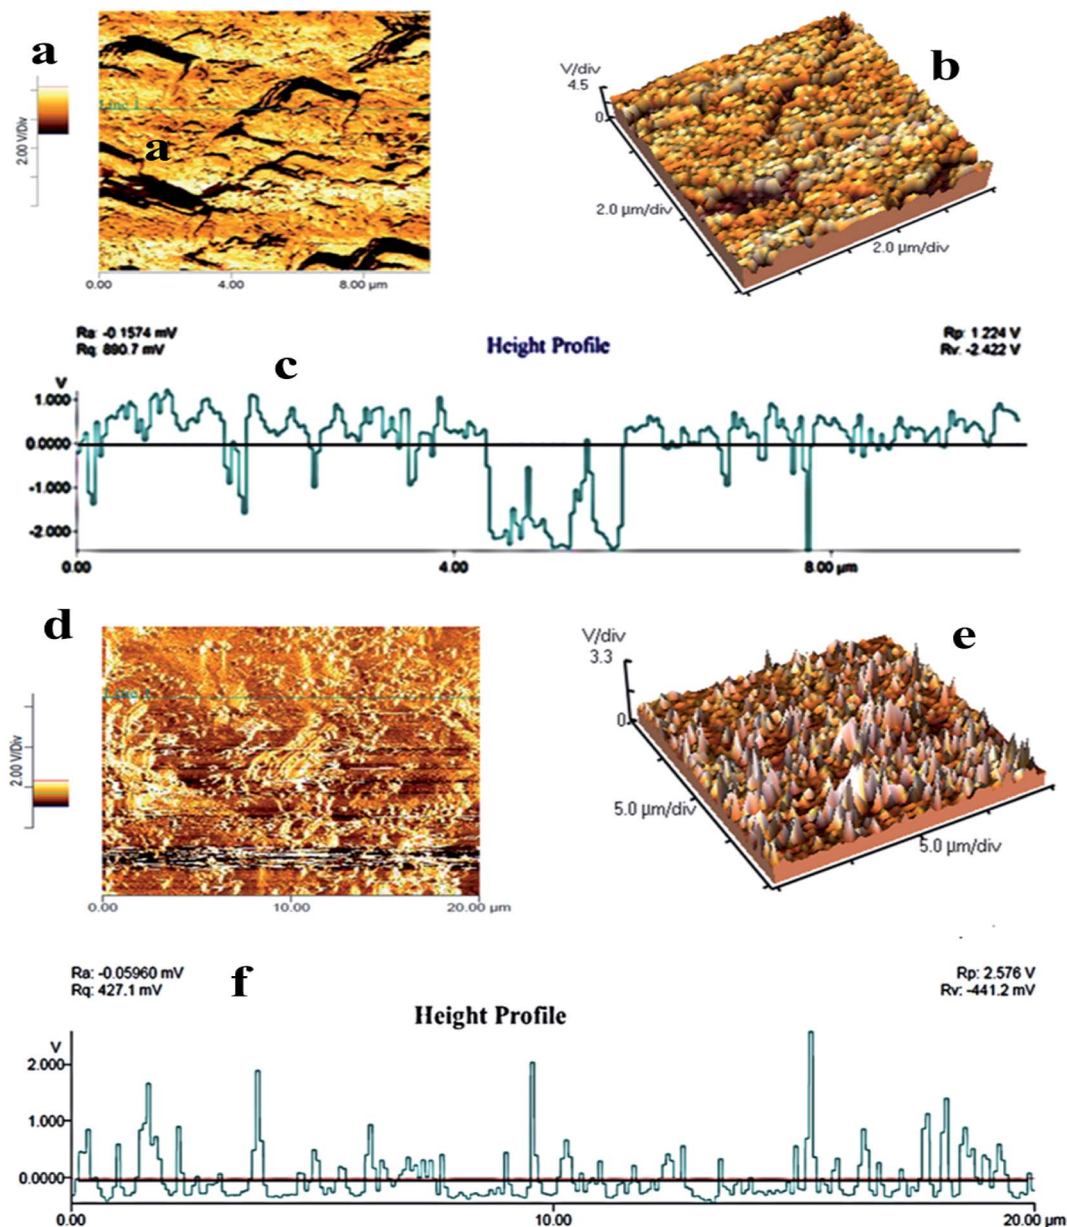 a
b
2.00 V/Div
Line 1
a
V/div
4.5
0
2.0 µm/div
2.0 µm/div
0.00 4.00 8.00 µm
Ra: -0.1574 mV
Rq: 890.7 mV
Height Profile
Rp: 1.224 V
Rv: -2.422 V
c
V
1.000
0.0000
-1.000
-2.000
0.00 4.00 8.00 µm
d
e
2.00 V/Div
V/div
3.3
0
5.0 µm/div
5.0 µm/div
0.00 10.00 20.00 µm
Ra: -0.05960 mV
Rq: 427.1 mV
f
Rp: 2.576 V
Rv: -441.2 mV
Height Profile
V
2.000
1.000
0.0000
0.00 10.00 20.00 µm